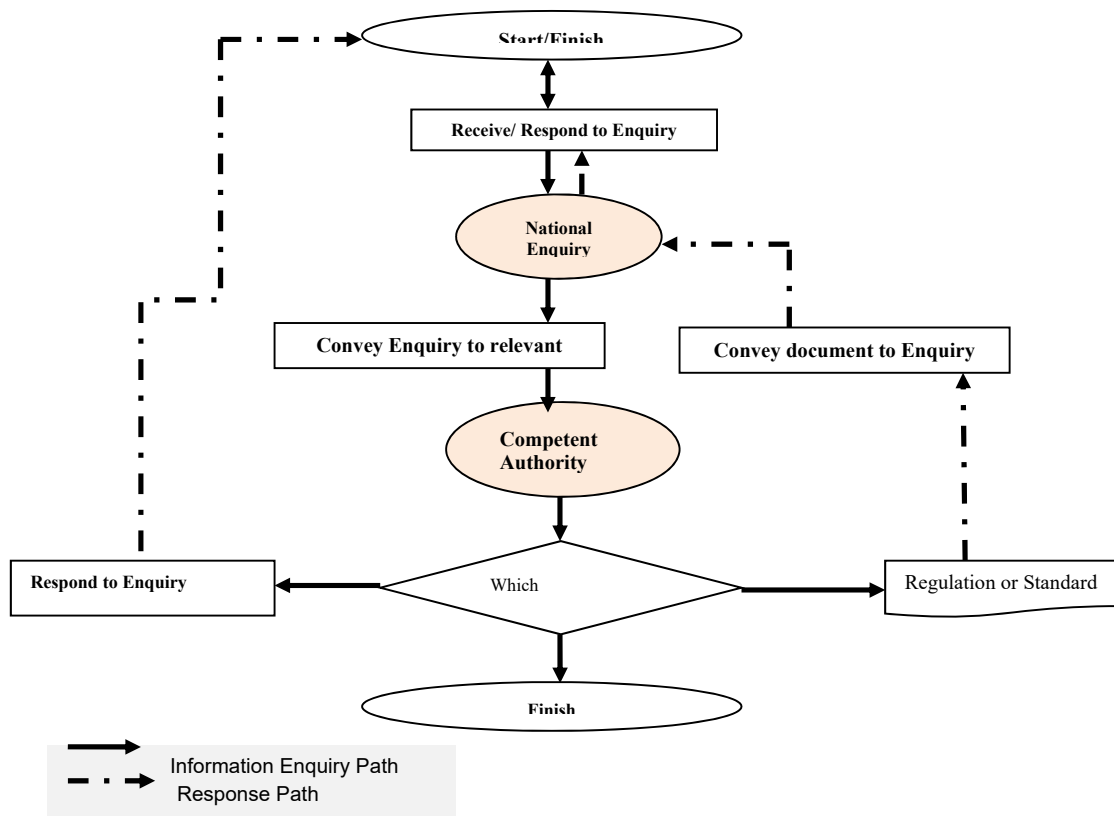 Start/Finish
Receive/ Respond to Enquiry
National
Enquiry
Convey Enquiry to relevant
Convey document to Enquiry
Competent
Authority
Respond to Enquiry
Which
Regulation or Standard
Finish
Information Enquiry Path
Response Path